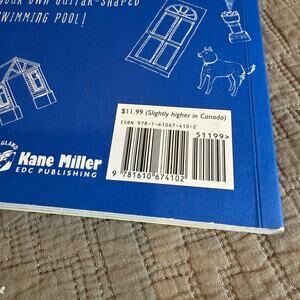 YOUR OWN GUITAR-SHAPED
SWIMMING POOL!
$11.99 (Slightly higher in Canada)
ISBN 978-1-61067-410-2
51199>
9 781610 674102
Kane Miller
EDC PUBLISHING